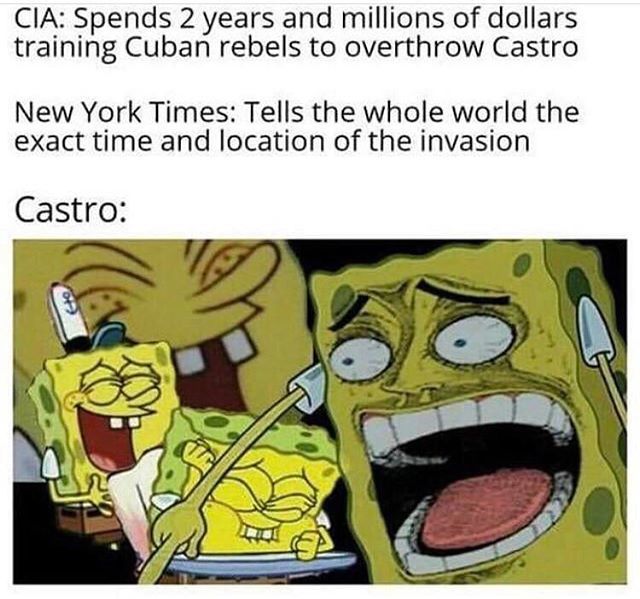 CIA: Spends 2 years and millions of dollars
training Cuban rebels to overthrow Castro
New York Times: Tells the whole world the
exact time and location of the invasion
Castro: